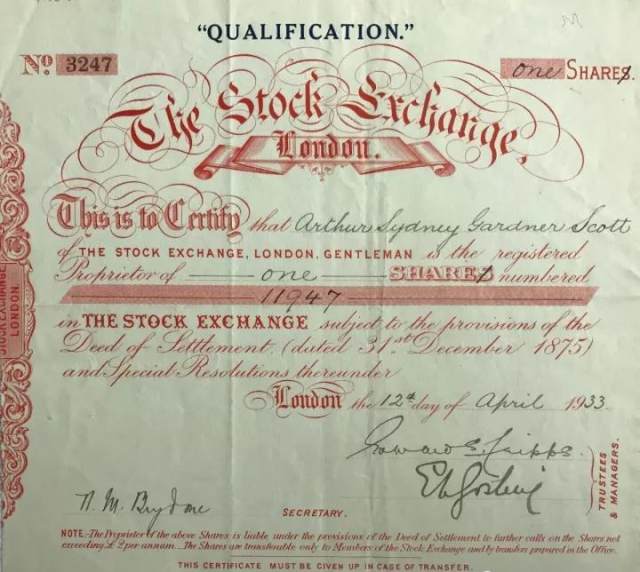 "QUALIFICATION."
No. 3247 one SHARES
The Stock Exchange,
London.
This is to Certify that Arthur Sydney Gardner Scott
of THE STOCK EXCHANGE, LONDON, GENTLEMAN is the registered
Proprietor of one SHARES numbered
11947
in THE STOCK EXCHANGE subject to the provisions of the
Deed of Settlement, (dated 31st December 1875)
and Special Resolutions thereunder
London the 12th day of April 1933.
STOCK EXCHANGE
LONDON.
TRUSTEES
& MANAGERS.
SECRETARY.
NOTE.-The Proprietor of the above Shares is liable under the provisions of the Deed of Settlement to further calls on the Shares not
exceeding £2 per annum. The Shares are transferable only to Members of the Stock Exchange and by transfers prepared in the Office.
THIS CERTIFICATE MUST BE GIVEN UP IN CASE OF TRANSFER.